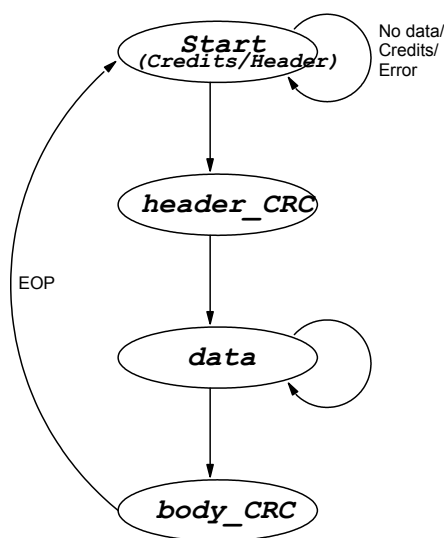 Start
(Credits/Header)
No data/
Credits/
Error
header_CRC
EOP
data
body_CRC